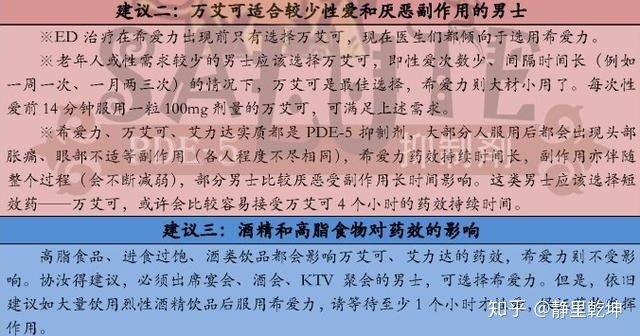 建议二：万艾可适合较少性爱和厌恶副作用的男士
※ED 治疗在希爱力出现前只有选择万艾可，现在医生们都倾向于选用希爱力。
※老年人或性需求较少的男士应该选择万艾可，即性爱次数少、间隔时间长（例如
一周一次、一月两三次）的情况下，万艾可是最佳选择，希爱力则大材小用了。每次性
爱前 14 分钟服用一粒 100mg 剂量的万艾可，可满足上述需求。
※希爱力、万艾可、艾力达实质都是 PDE-5 抑制剂。大部分人服用后都会出现头部
胀痛、眼部不适等副作用（各人程度不尽相同），希爱力药效持续时间长，副作用亦伴随
整个过程（会不断减弱），部分男士比较厌恶受副作用长时间影响。这类男士应该选择短
效药——万艾可，或许会比较容易接受万艾可 4 个小时的药效持续时间。
SALUTE
PDE-5 抑制剂
建议三：酒精和高脂食物对药效的影响
高脂食品、进食过饱、酒类饮品都会影响万艾可、艾力达的药效，希爱力则不受影
响。协汝得建议，必须出席宴会、酒会、KTV 聚会的男士，可选择希爱力。但是，依旧
建议如大量饮用烈性酒精饮品后服用希爱力，请等待至少 1 个小时才
作用。
知乎 @静里乾坤